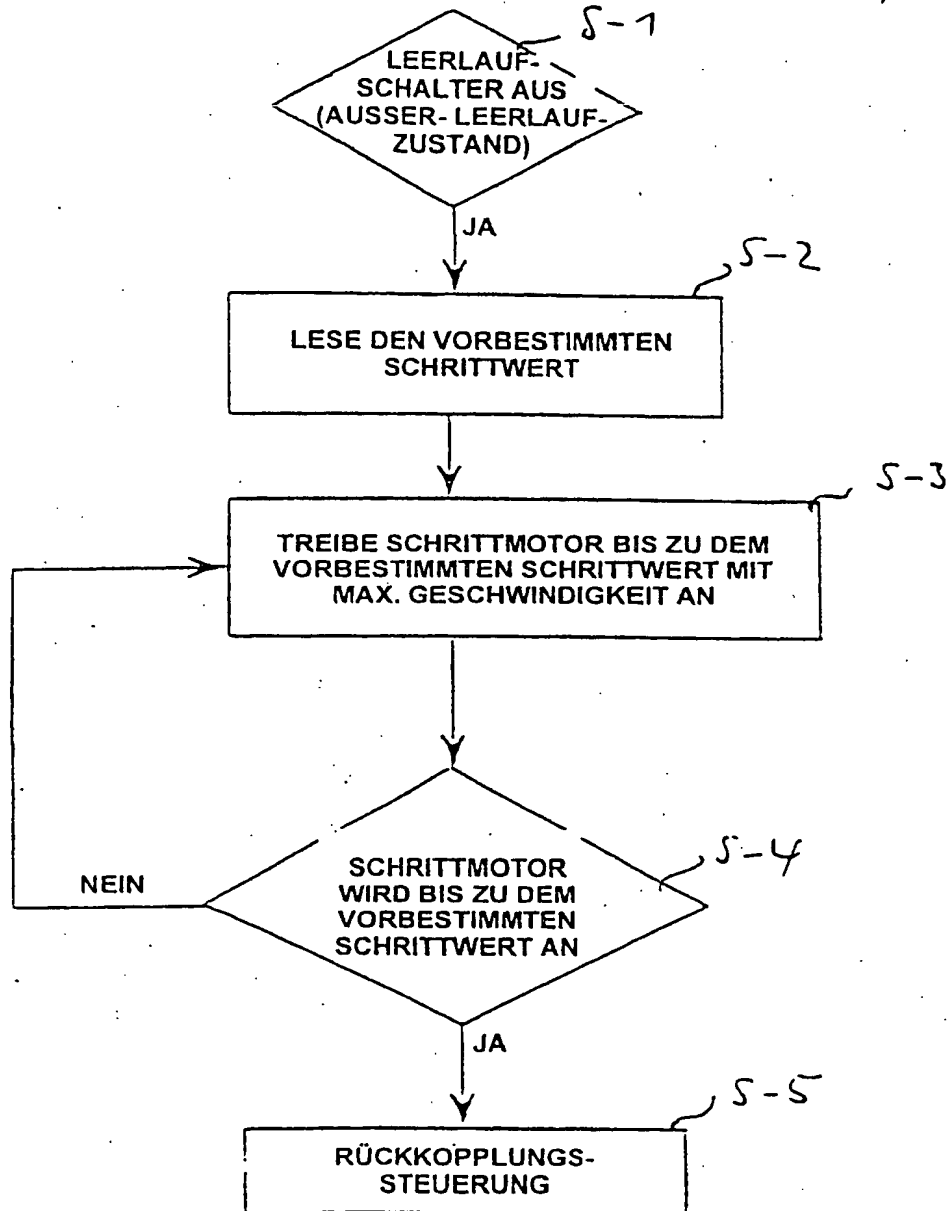 S-1
LEERLAUF-
SCHALTER AUS
(AUSSER- LEERLAUF-
ZUSTAND)
JA
S-2
LESE DEN VORBESTIMMTEN
SCHRITTWERT
S-3
TREIBE SCHRITTMOTOR BIS ZU DEM
VORBESTIMMTEN SCHRITTWERT MIT
MAX. GESCHWINDIGKEIT AN
S-4
SCHRITTMOTOR
WIRD BIS ZU DEM
VORBESTIMMTEN
SCHRITTWERT AN
NEIN
JA
S-5
RÜCKKOPPLUNGS-
STEUERUNG